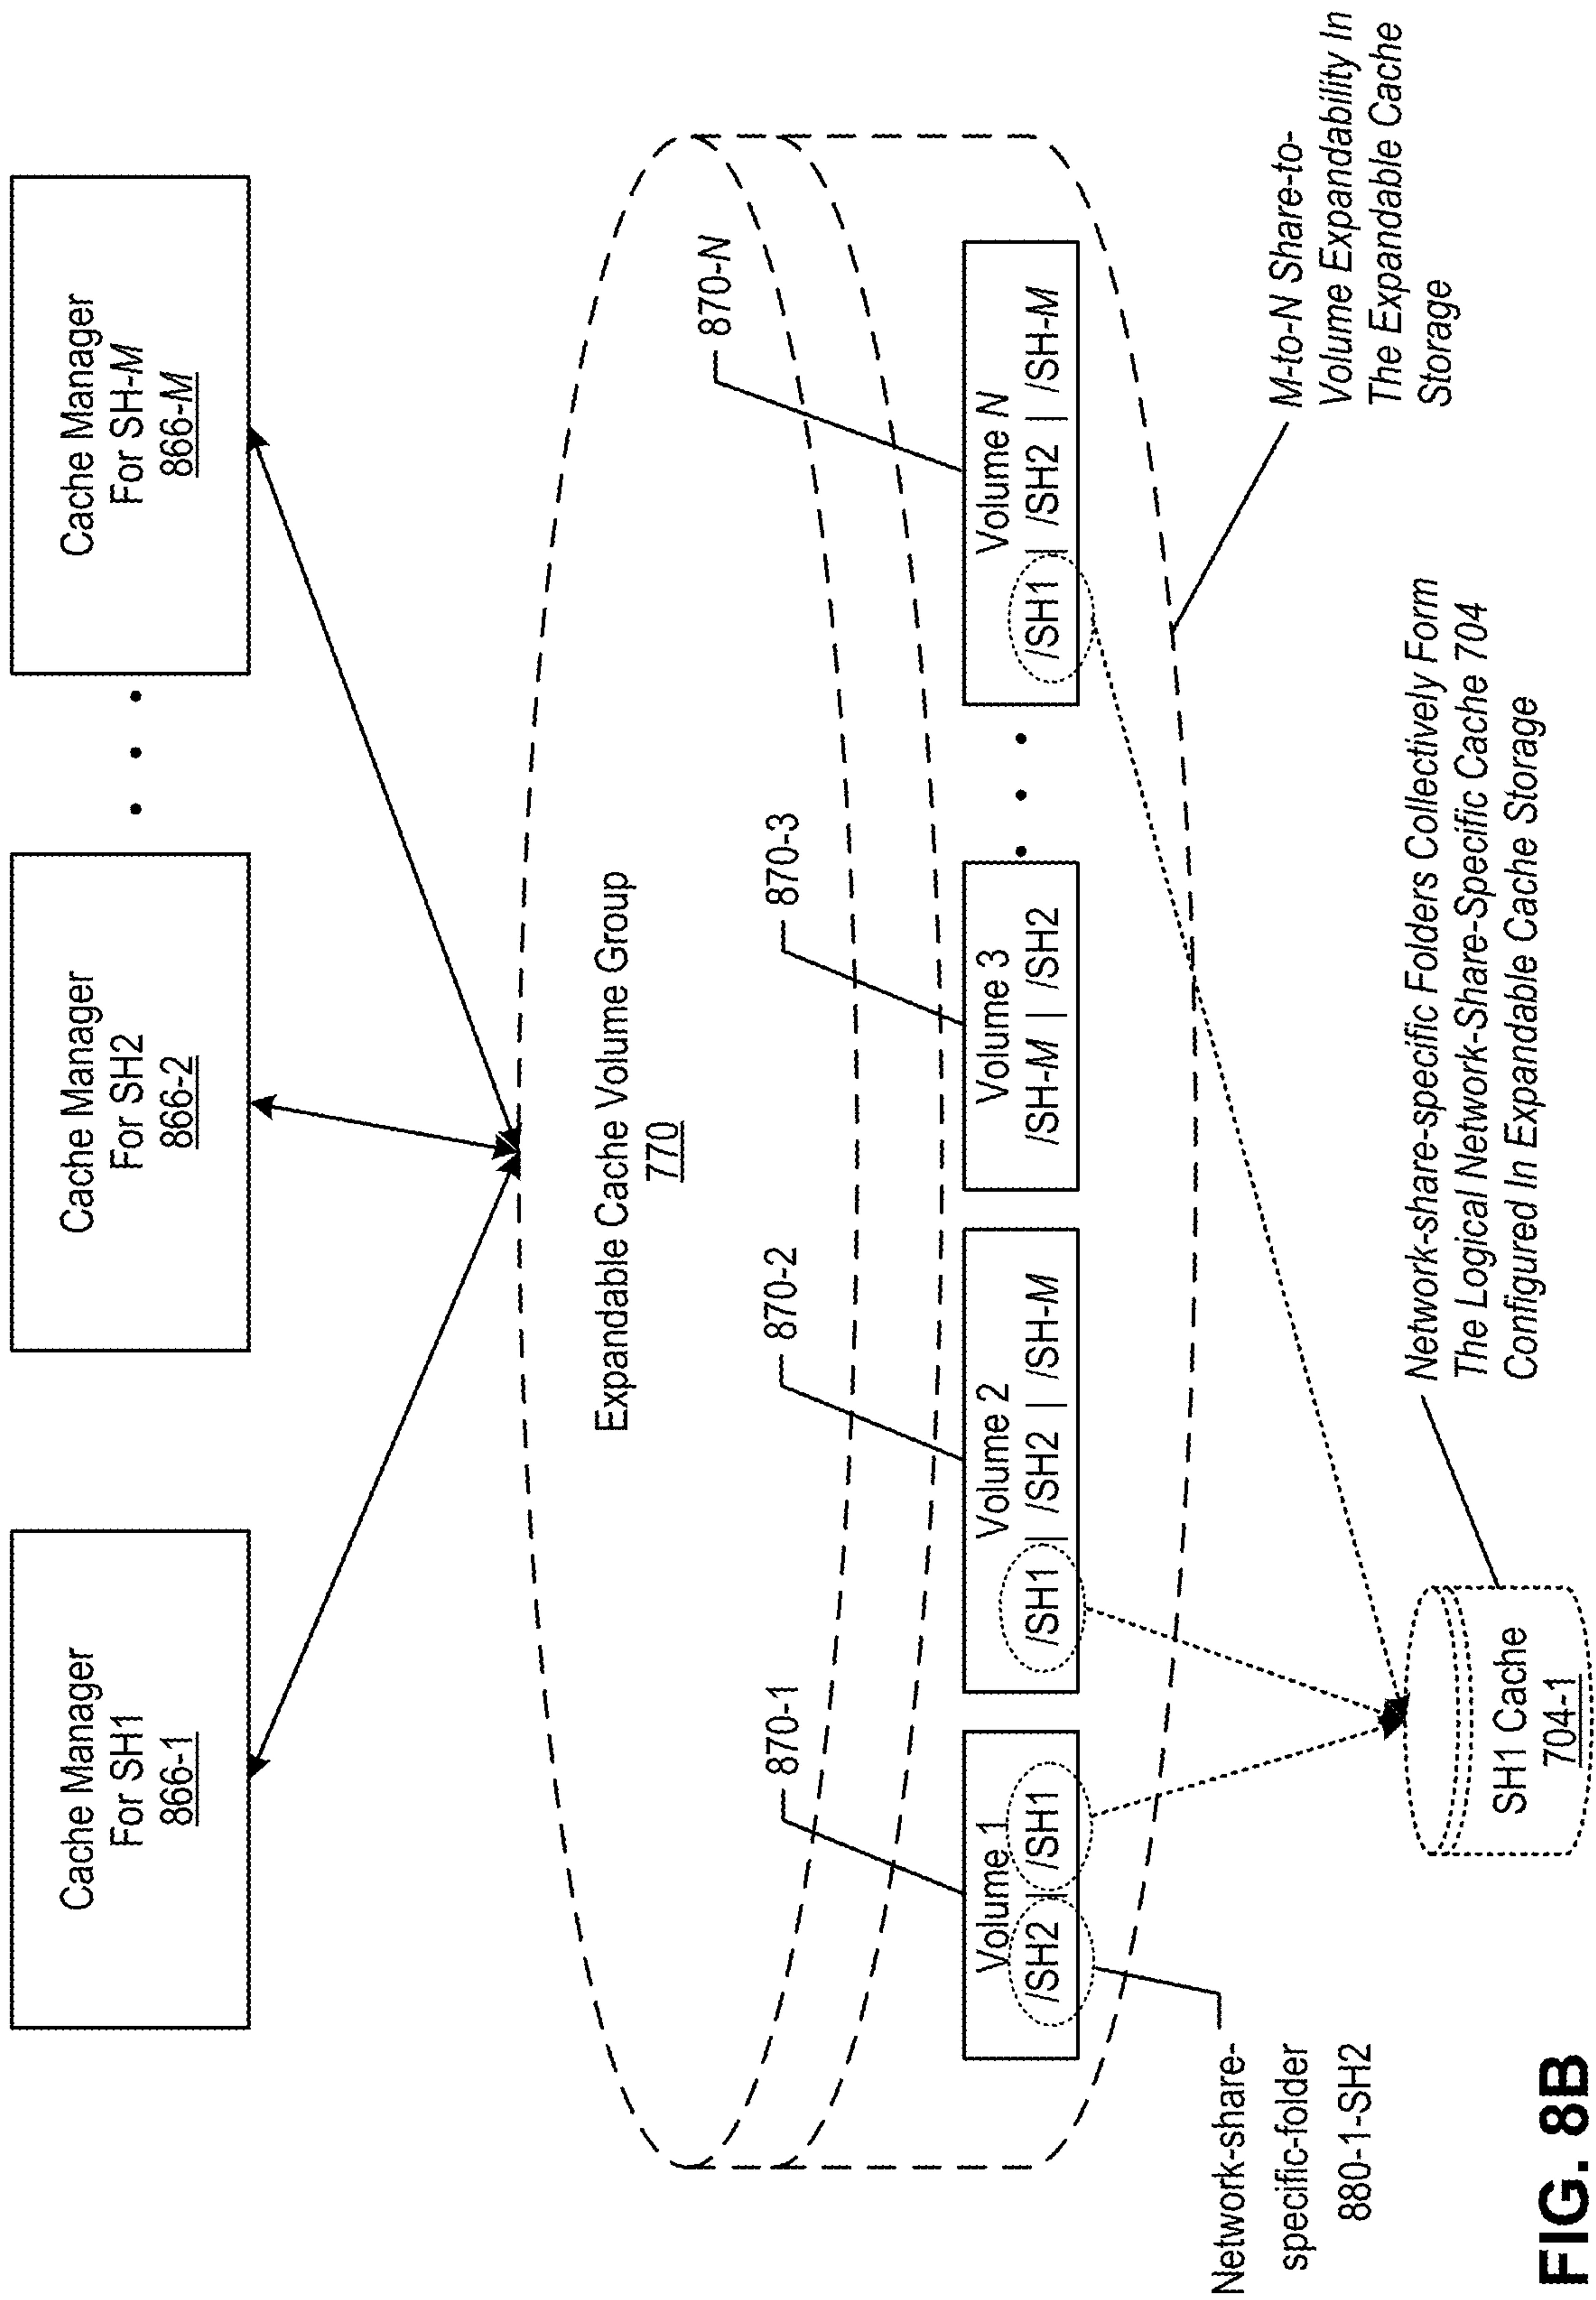 Cache Manager
For SH1
866-1
Cache Manager
For SH2
866-2
. . .
Cache Manager
For SH-M
866-M
Expandable Cache Volume Group
770
870-1
870-2
870-3
870-N
Volume 1
/SH2 | /SH1
Volume 2
/SH1 | /SH2 | /SH-M
Volume 3
/SH-M | /SH2
. . .
Volume N
/SH1 | /SH2 | /SH-M
Network-share-
specific-folder
880-1-SH2
M-to-N Share-to-
Volume Expandability In
The Expandable Cache
Storage
SH1 Cache
704-1
Network-share-specific Folders Collectively Form
The Logical Network-Share-Specific Cache 704
Configured In Expandable Cache Storage
FIG. 8B